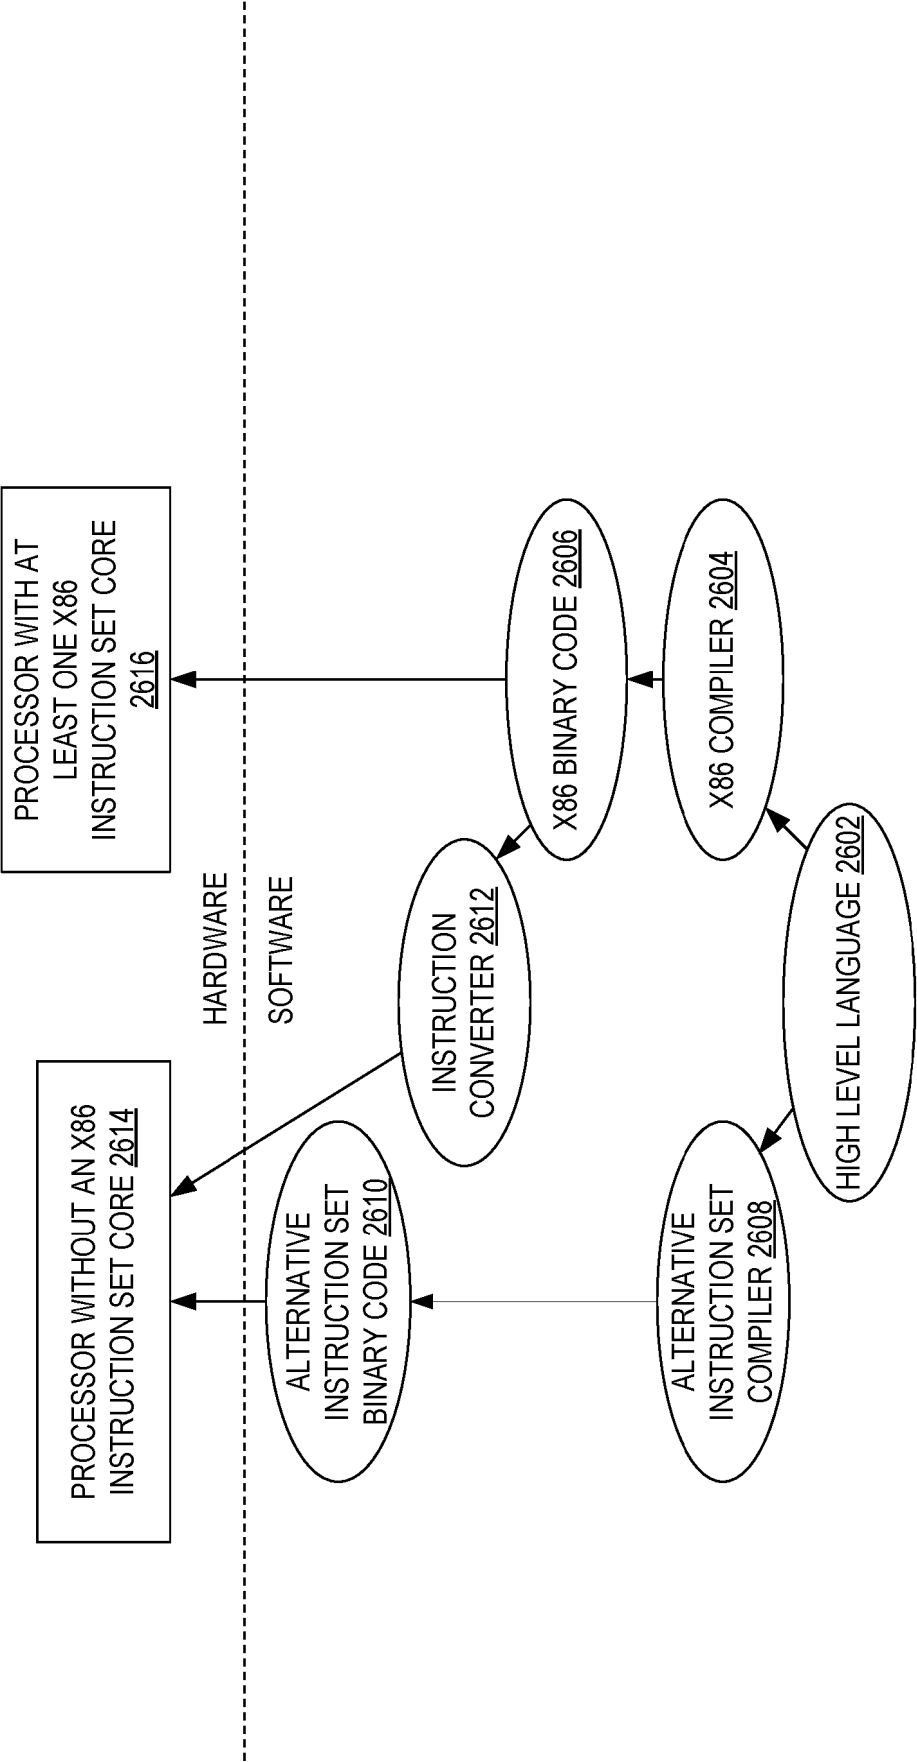 PROCESSOR WITHOUT AN X86
INSTRUCTION SET CORE 2614
PROCESSOR WITH AT
LEAST ONE X86
INSTRUCTION SET CORE
2616
HARDWARE
SOFTWARE
ALTERNATIVE
INSTRUCTION SET
BINARY CODE 2610
INSTRUCTION
CONVERTER 2612
X86 BINARY CODE 2606
ALTERNATIVE
INSTRUCTION SET
COMPILER 2608
X86 COMPILER 2604
HIGH LEVEL LANGUAGE 2602